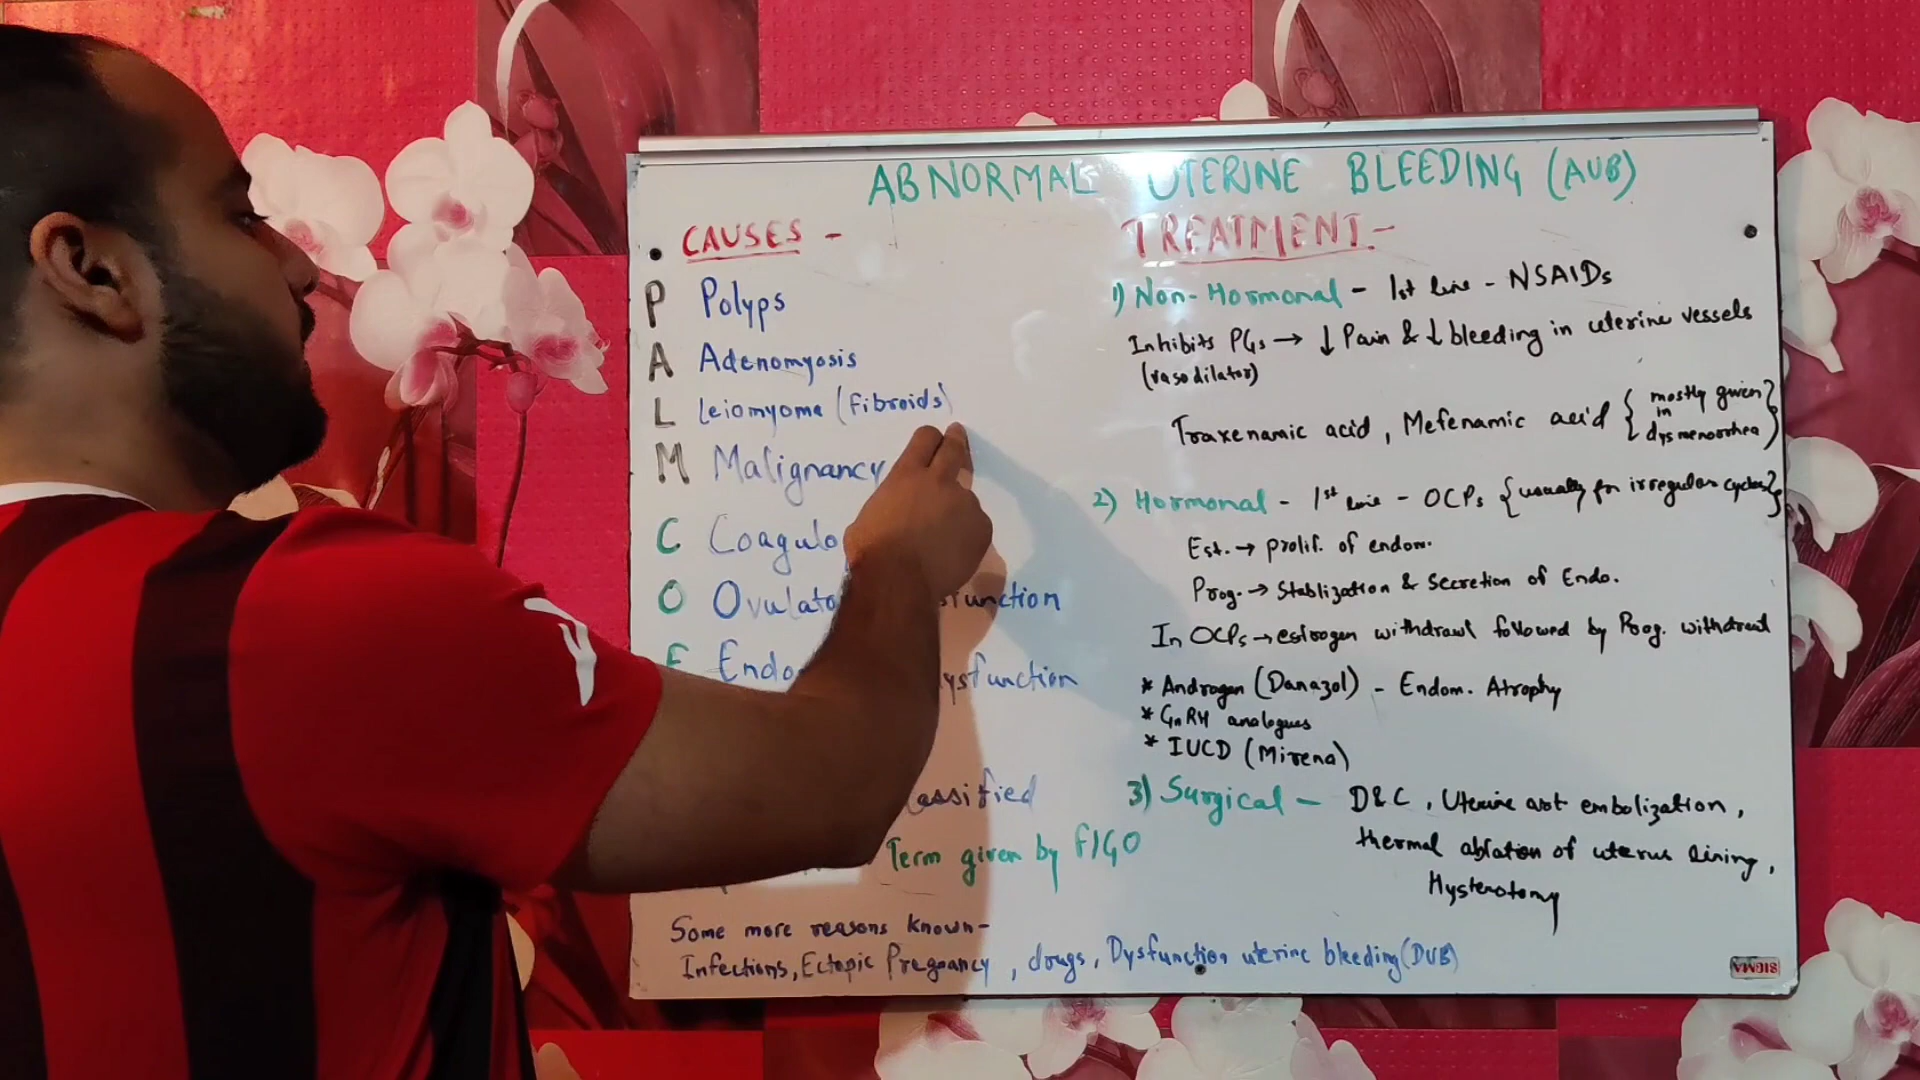 ABNORMAL UTERINE BLEEDING (AUB)
CAUSES -
P Polyps
A Adenomyosis
L Leiomyoma (fibroids)
M Malignancy
C Coagulo
O Ovulato function
E Endo ysfunction
assified
Term given by FIGO
Some more reasons known-
Infections, Ectopic Pregnancy, drugs, Dysfunction uterine bleeding (DUB)
TREATMENT:-
1) Non-Hormonal - 1st line - NSAIDs
Inhibits PGs → ↓ Pain & ↓ bleeding in uterine vessels
(vasodilator)
Traxenamic acid, Mefenamic acid { mostly given in dysmenorrhea }
2) Hormonal - 1st line - OCPs { usually for irregular cycles }
Est. → prolif. of endom.
Prog. → Stablization & Secretion of Endo.
In OCPs → estrogen withdrawl followed by Prog. withdrawl
* Androgen (Danazol) - Endom. Atrophy
* GnRH analogues
* IUCD (Mirena)
3) Surgical - D&C, Uterine art embolization,
thermal ablation of uterus lining,
Hysterotomy
SIGMA